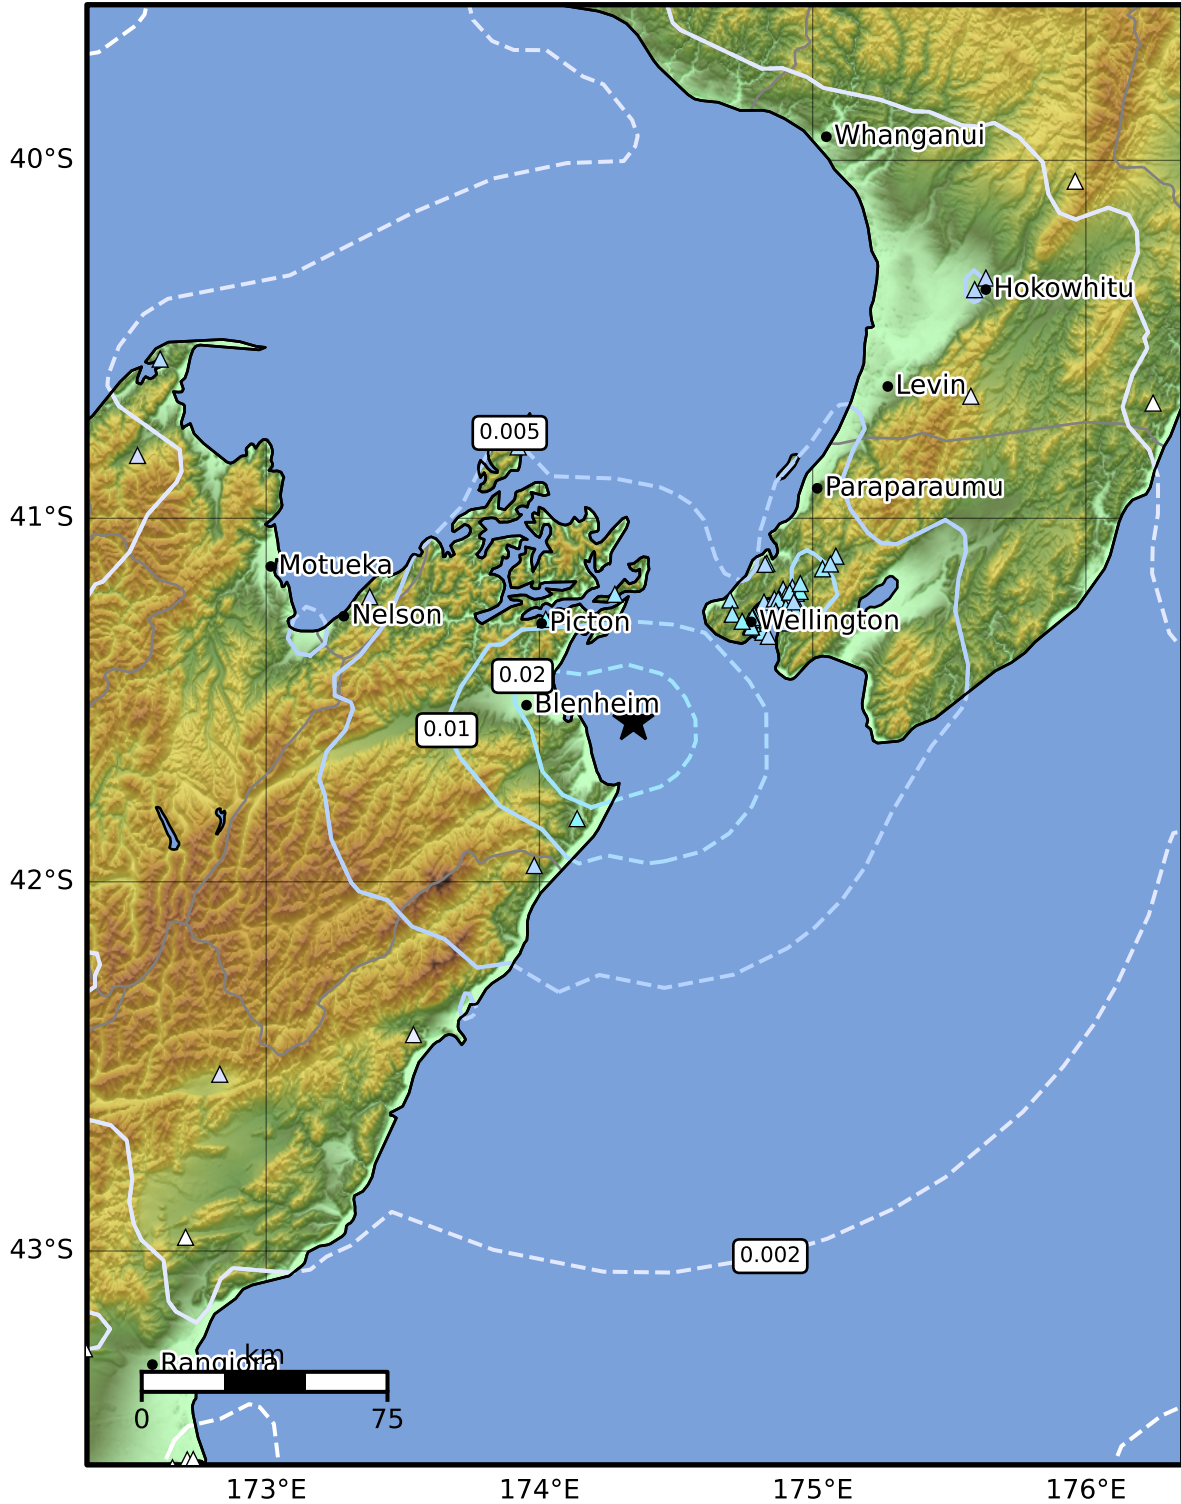 Whanganui
40°S
Hokowhitu
Levin
0.005
Paraparaumu
41°S
Motueka
Nelson
Picton
Wellington
0.02
Blenheim
0.01
42°S
43°S
0.002
km
Rangiora
0
75
173°E
174°E
175°E
176°E